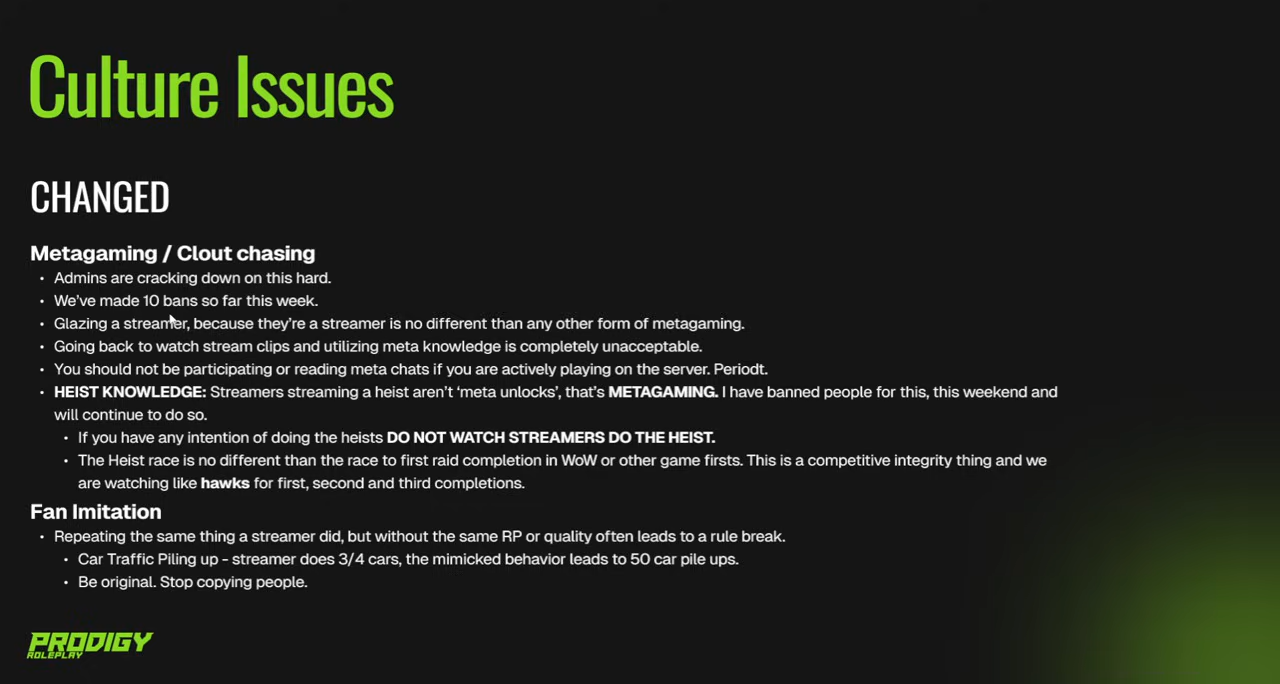 Culture Issues
CHANGED
Metagaming / Clout chasing
• Admins are cracking down on this hard.
• We've made 10 bans so far this week.
• Glazing a streamer, because they're a streamer is no different than any other form of metagaming.
• Going back to watch stream clips and utilizing meta knowledge is completely unacceptable.
• You should not be participating or reading meta chats if you are actively playing on the server. Periodt.
• HEIST KNOWLEDGE: Streamers streaming a heist aren't 'meta unlocks', that's METAGAMING. I have banned people for this, this weekend and
will continue to do so.
• If you have any intention of doing the heists DO NOT WATCH STREAMERS DO THE HEIST.
• The Heist race is no different than the race to first raid completion in WoW or other game firsts. This is a competitive integrity thing and we
are watching like hawks for first, second and third completions.
Fan Imitation
• Repeating the same thing a streamer did, but without the same RP or quality often leads to a rule break.
• Car Traffic Piling up - streamer does 3/4 cars, the mimicked behavior leads to 50 car pile ups.
• Be original. Stop copying people.
PRODIGY
ROLEPLAY